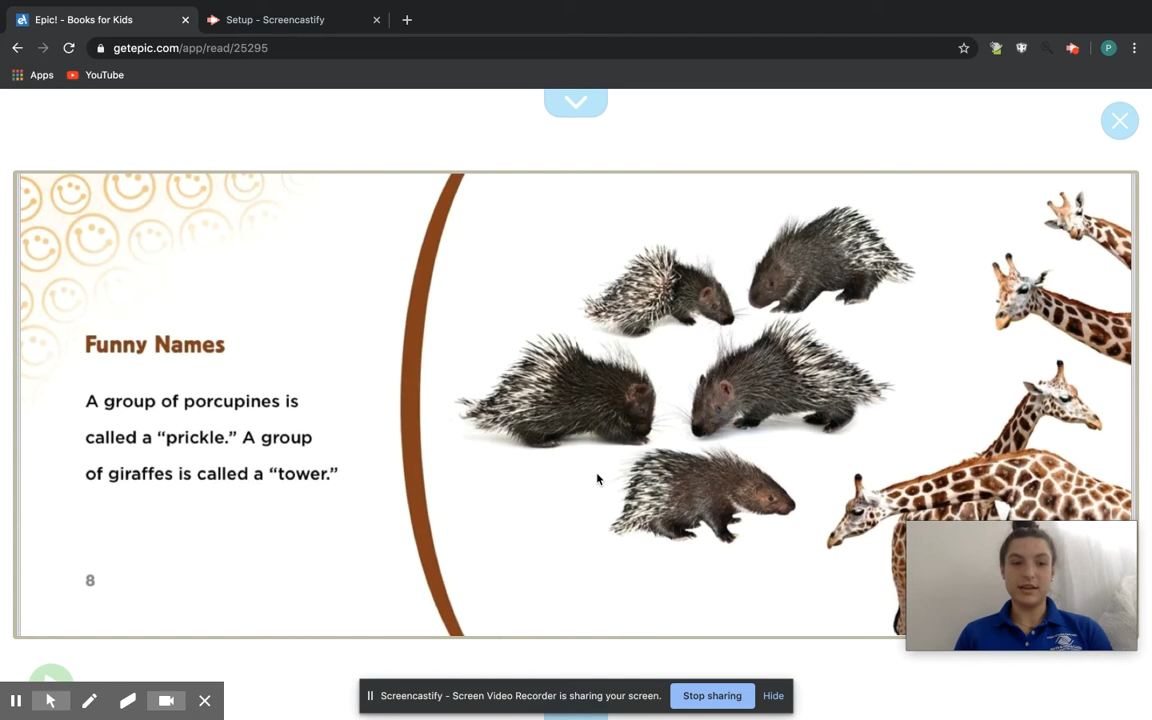 Epic! - Books for Kids
Setup - Screencastify
getepic.com/app/read/25295
P
Apps
YouTube
Funny Names
A group of porcupines is
called a “prickle.” A group
of giraffes is called a “tower.”
8
Screencastify - Screen Video Recorder is sharing your screen.
Stop sharing
Hide